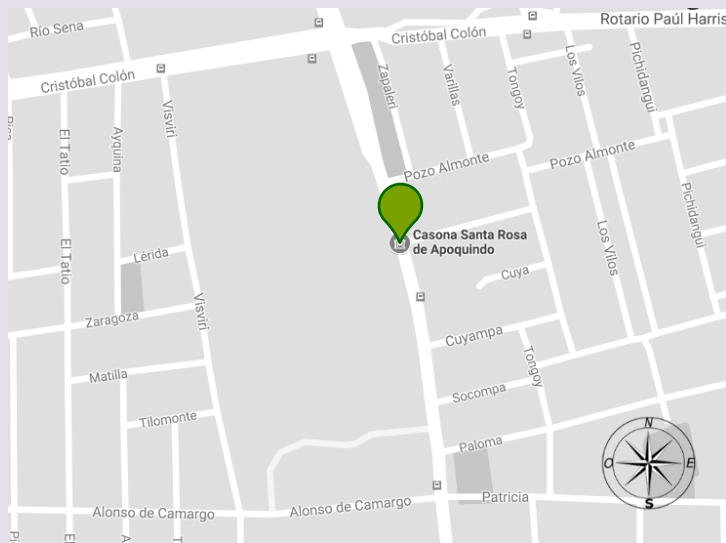 Rotario Paúl Harris
Río Sena
Cristóbal Colón
Cristóbal Colón
Zapaleri
Varillas
Tongoy
Los Vilos
Pichidangui
El Tatio
Ayquina
Visviri
Pozo Almonte
Pozo Almonte
Pichidangui
Casona Santa Rosa
de Apoquindo
Los Vilos
El Tatio
Lérida
Cuya
Visviri
Zaragoza
Cuyampa
Tongoy
Matilla
Socompa
Tilomonte
Paloma
N
O
E
S
Alonso de Camargo
Alonso de Camargo
Patricia